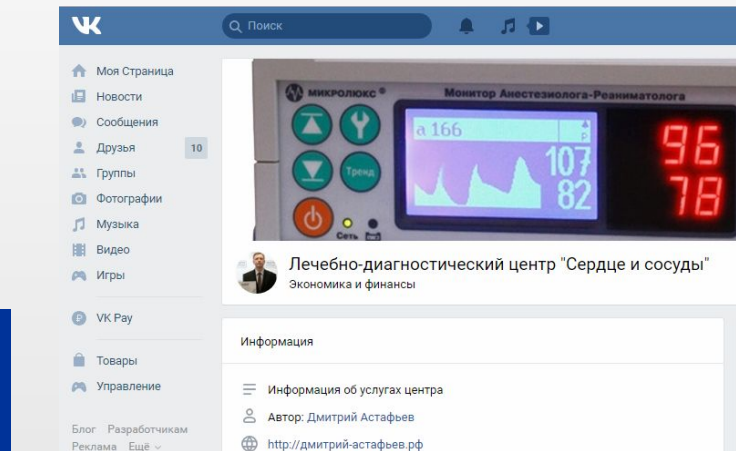 Поиск
Моя Страница
Новости
Сообщения
Друзья 10
Группы
Фотографии
Музыка
Видео
Игры
VK Pay
Товары
Управление
Блог Разработчикам
Реклама Ещё
МИКРОЛЮКС ®
Монитор Анестезиолога-Реаниматолога
a 166
Тренд
107
82
96
78
Сеть
Лечебно-диагностический центр "Сердце и сосуды"
Экономика и финансы
Информация
Информация об услугах центра
Автор: Дмитрий Астафьев
http://дмитрий-астафьев.рф